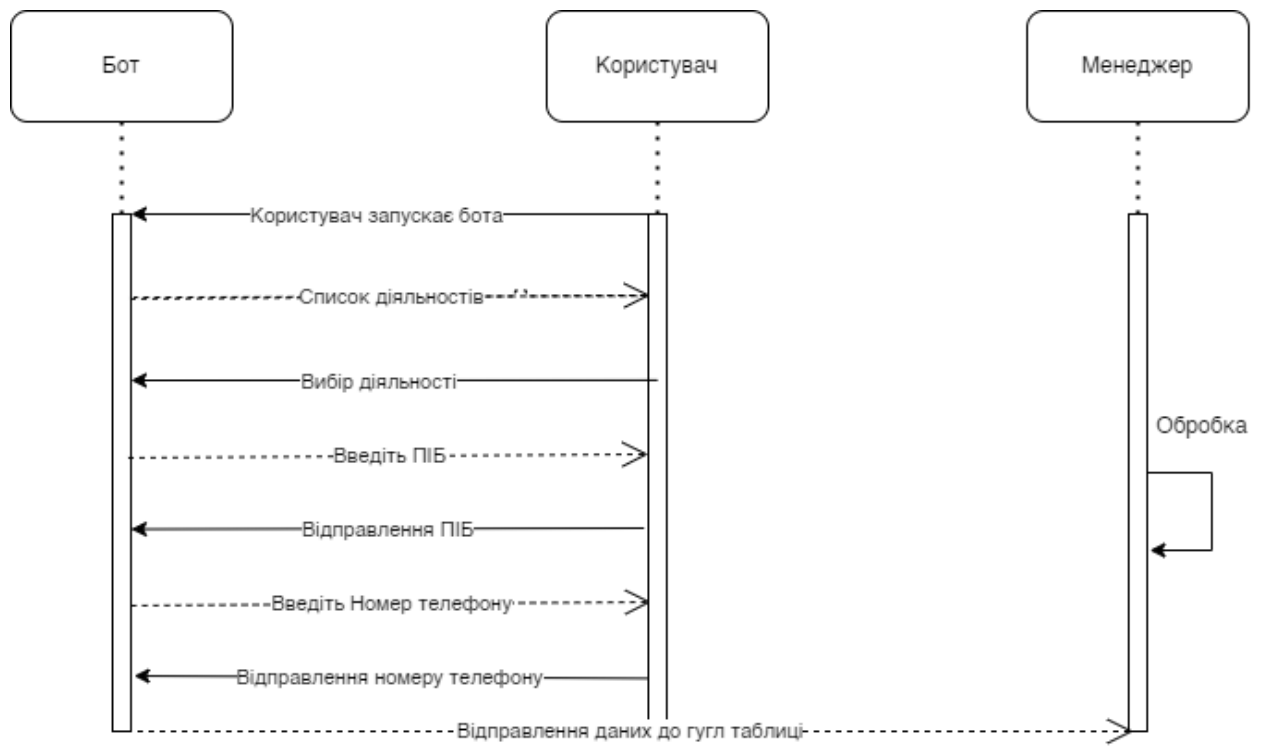 Бот
Користувач
Менеджер
Користувач запускає бота
Список діяльностів
Вибір діяльності
Обробка
Введіть ПІБ
Відправлення ПІБ
Введіть Номер телефону
Відправлення номеру телефону
Відправлення даних до гугл таблиці